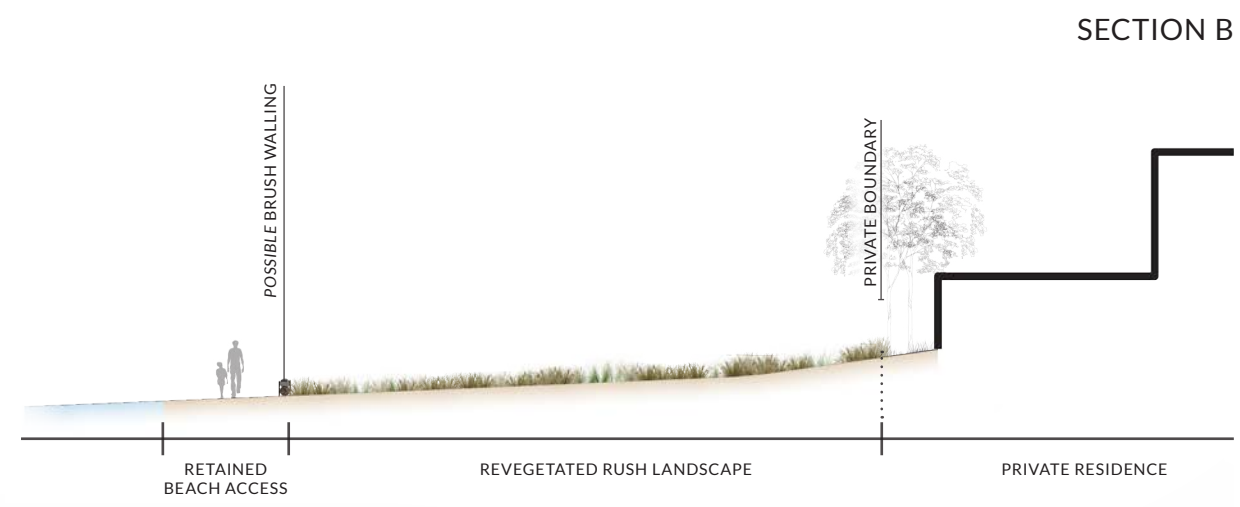 SECTION B
POSSIBLE BRUSH WALLING
PRIVATE BOUNDARY
RETAINED
BEACH ACCESS
REVEGETATED RUSH LANDSCAPE
PRIVATE RESIDENCE